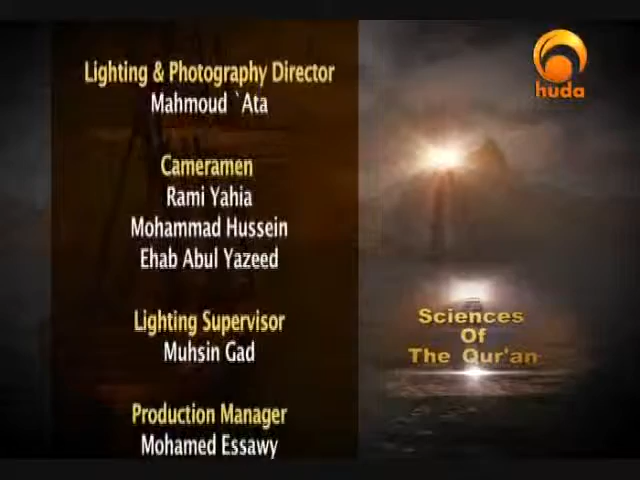 Lighting & Photography Director
Mahmoud `Ata
Cameramen
Rami Yahia
Mohammad Hussein
Ehab Abul Yazeed
Lighting Supervisor
Muhsin Gad
Production Manager
Mohamed Essawy
huda
Sciences
Of
The Qur'an